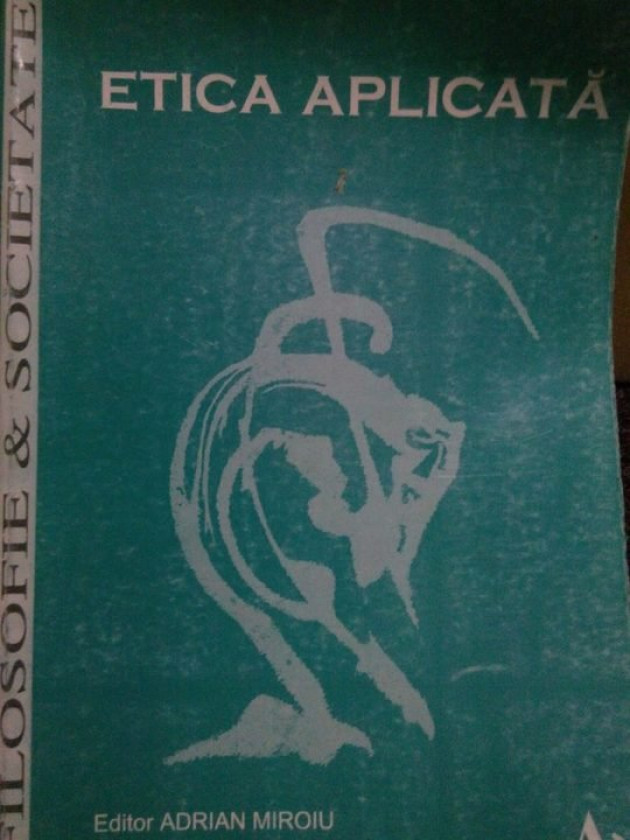 ETICA APLICATĂ
FILOSOFIE & SOCIETATE
Editor ADRIAN MIROIU